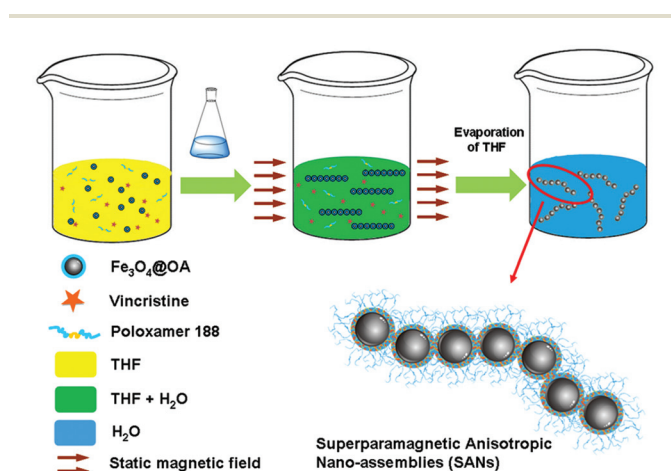 Evaporation
of THF
Fe₃O₄@OA
Vincristine
Poloxamer 188
THF
THF + H₂O
H₂O
Static magnetic field
Superparamagnetic Anisotropic
Nano-assemblies (SANs)